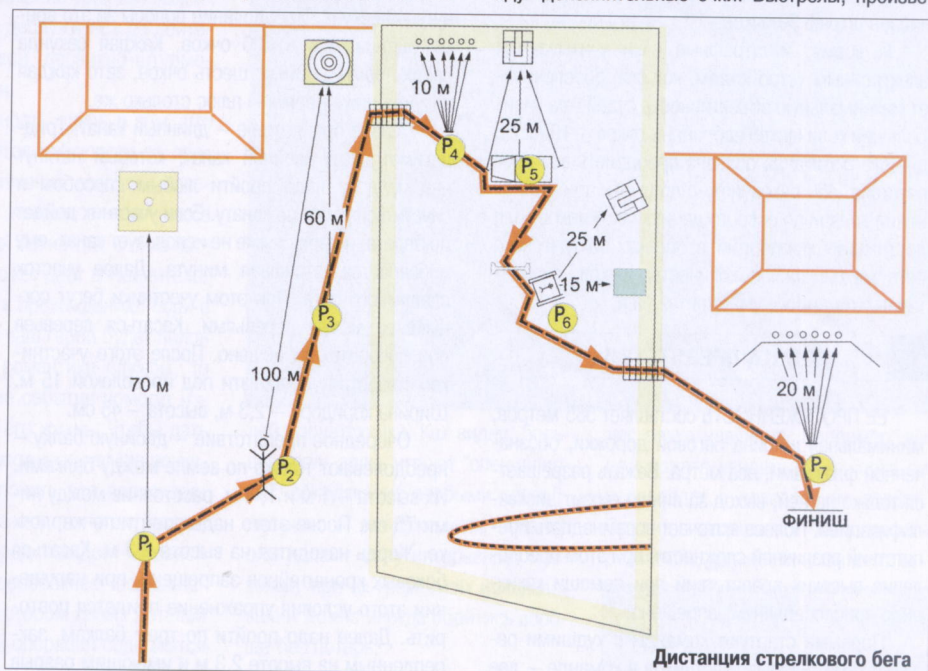 10 м
25 м
P4
P5
60 м
25 м
15 м
P3
P6
70 м
100 м
20 м
P2
P7
P1
ФИНИШ
Дистанция стрелкового бега